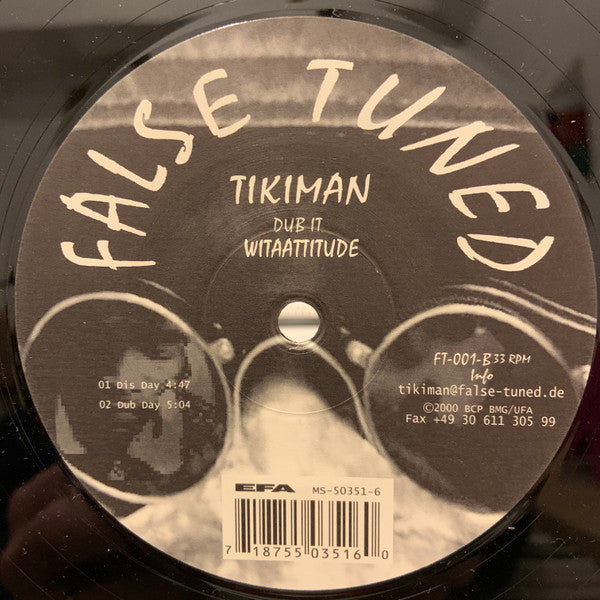 FALSE TUNED
TIKIMAN
DUB IT
WITAATTITUDE
01 Dis Day 4:47
02 Dub Day 5:04
FT-001-B 33 RPM
Info
tikiman@false-tuned.de
©2000 BCP BMG/UFA
Fax +49 30 611 305 99
EFA MS-50351-6
7 18755 03516 0